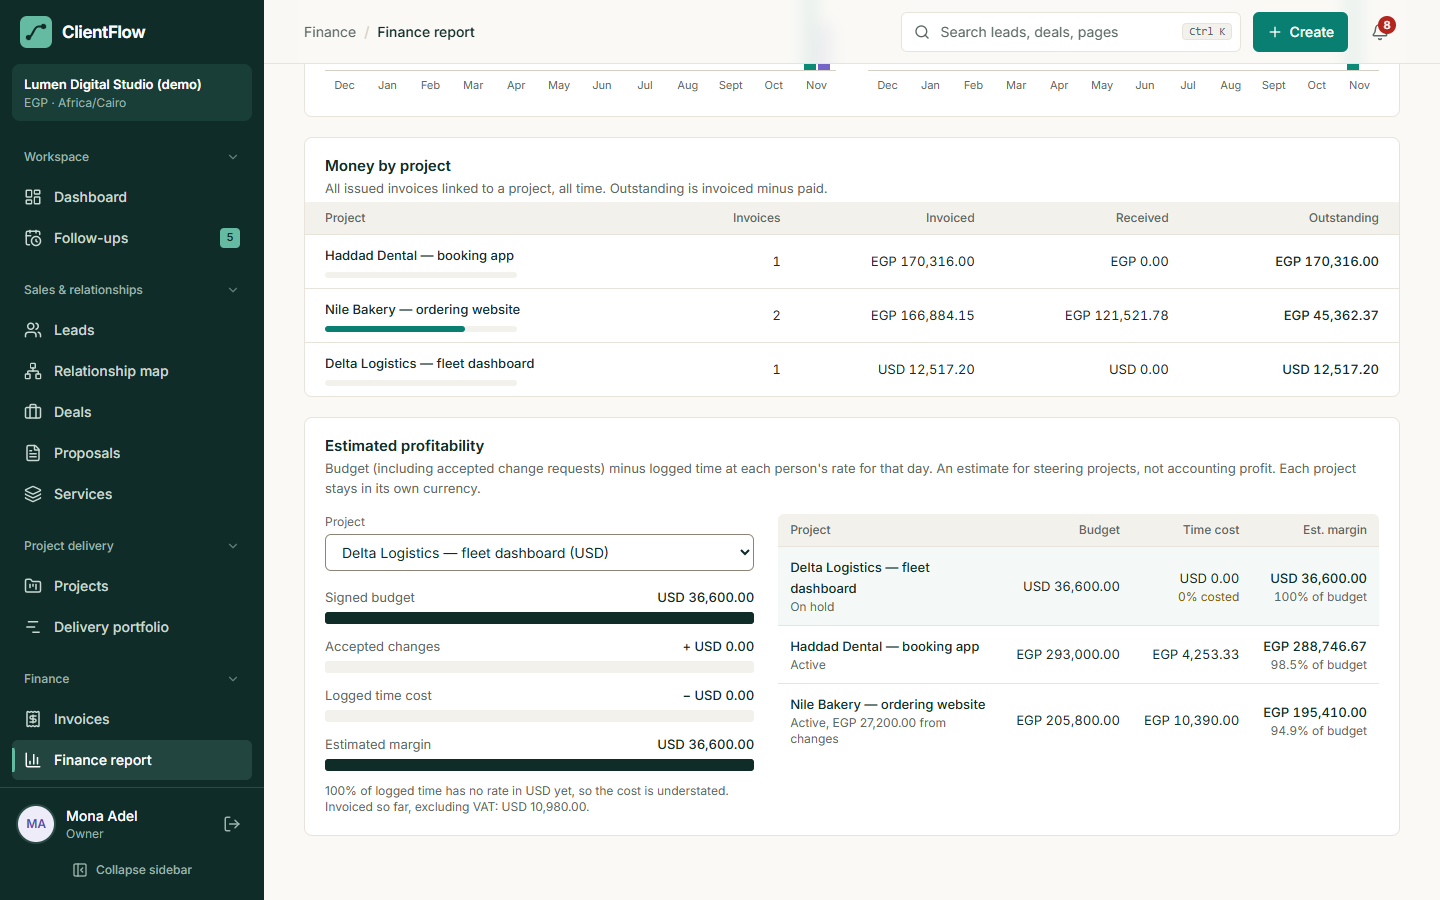 ClientFlow
Lumen Digital Studio (demo)
EGP · Africa/Cairo
Workspace
Dashboard
Follow-ups 5
Sales & relationships
Leads
Relationship map
Deals
Proposals
Services
Project delivery
Projects
Delivery portfolio
Finance
Invoices
Finance report
MA Mona Adel
Owner
Collapse sidebar
Finance / Finance report
Search leads, deals, pages Ctrl K
+ Create
8
Dec Jan Feb Mar Apr May Jun Jul Aug Sept Oct Nov
Dec Jan Feb Mar Apr May Jun Jul Aug Sept Oct Nov
Money by project
All issued invoices linked to a project, all time. Outstanding is invoiced minus paid.
Project Invoices Invoiced Received Outstanding
Haddad Dental — booking app 1 EGP 170,316.00 EGP 0.00 EGP 170,316.00
Nile Bakery — ordering website 2 EGP 166,884.15 EGP 121,521.78 EGP 45,362.37
Delta Logistics — fleet dashboard 1 USD 12,517.20 USD 0.00 USD 12,517.20
Estimated profitability
Budget (including accepted change requests) minus logged time at each person's rate for that day. An estimate for steering projects, not accounting profit. Each project
stays in its own currency.
Project
Delta Logistics — fleet dashboard (USD)
Signed budget USD 36,600.00
Accepted changes + USD 0.00
Logged time cost − USD 0.00
Estimated margin USD 36,600.00
100% of logged time has no rate in USD yet, so the cost is understated.
Invoiced so far, excluding VAT: USD 10,980.00.
Project Budget Time cost Est. margin
Delta Logistics — fleet
dashboard
On hold
USD 36,600.00
USD 0.00
0% costed
USD 36,600.00
100% of budget
Haddad Dental — booking app
Active
EGP 293,000.00
EGP 4,253.33
EGP 288,746.67
98.5% of budget
Nile Bakery — ordering website
Active, EGP 27,200.00 from
changes
EGP 205,800.00
EGP 10,390.00
EGP 195,410.00
94.9% of budget